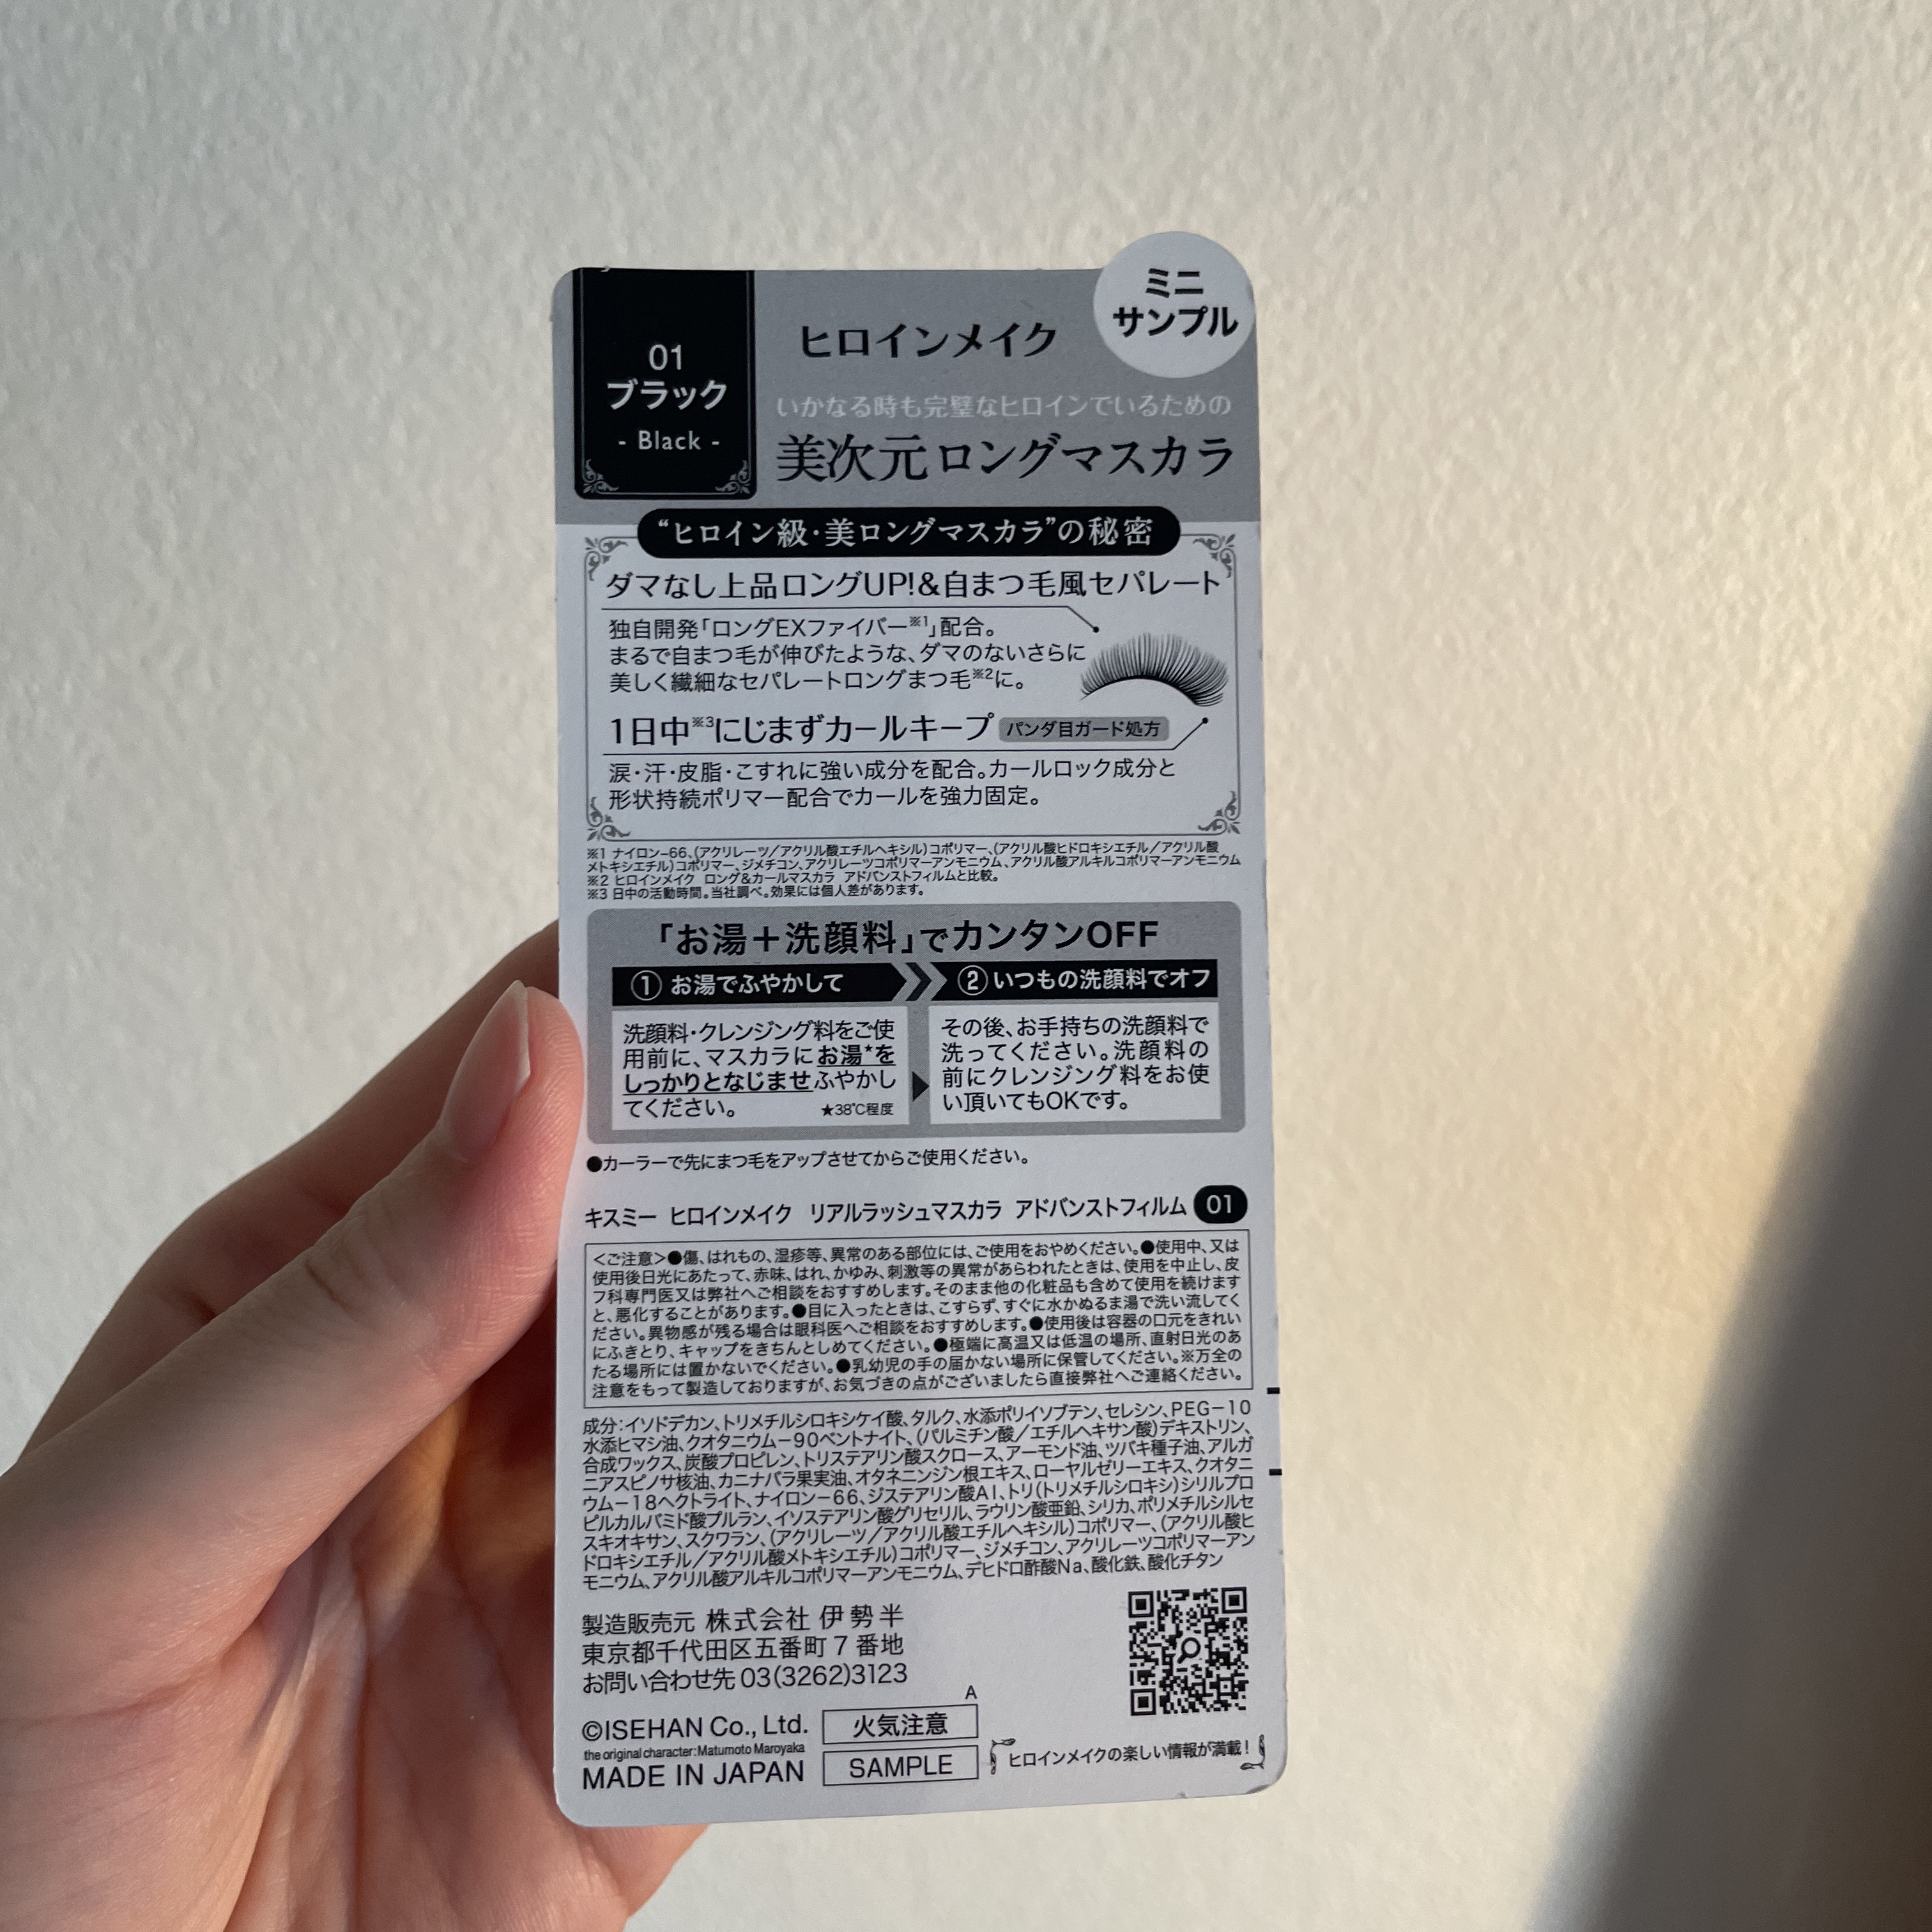 ミニ
サンプル
01
ブラック
- Black -
ヒロインメイク
いかなる時も完璧なヒロインでいるための
美次元ロングマスカラ
“ヒロイン級・美ロングマスカラ”の秘密
ダマなし上品ロングUP!&自まつ毛風セパレート
独自開発「ロングEXファイバー※1」配合。
まるで自まつ毛が伸びたような、ダマのないさらに
美しく繊細なセパレートロングまつ毛※2に。
1日中※3にじまずカールキープ パンダ目ガード処方
涙・汗・皮脂・こすれに強い成分を配合。カールロック成分と
形状持続ポリマー配合でカールを強力固定。
※1 ナイロン-66、(アクリレーツ/アクリル酸エチルヘキシル)コポリマー、(アクリル酸ヒドロキシエチル/アクリル酸
メトキシエチル)コポリマー、ジメチコン、アクリレーツコポリマーアンモニウム、アクリル酸アルキルコポリマーアンモニウム
※2 ヒロインメイク ロング&カールマスカラ アドバンストフィルムと比較。
※3 日中の活動時間。当社調べ。効果には個人差があります。
「お湯+洗顔料」でカンタンOFF
① お湯でふやかして
洗顔料・クレンジング料をご使
用前に、マスカラにお湯★を
しっかりとなじませふやかし
てください。 ★38℃程度
② いつもの洗顔料でオフ
その後、お手持ちの洗顔料で
洗ってください。洗顔料の
前にクレンジング料をお使
い頂いてもOKです。
●カーラーで先にまつ毛をアップさせてからご使用ください。
キスミー ヒロインメイク リアルラッシュマスカラ アドバンストフィルム 01
<ご注意>●傷、はれもの、湿疹等、異常のある部位には、ご使用をおやめください。●使用中、又は
使用後日光にあたって、赤味、はれ、かゆみ、刺激等の異常があらわれたときは、使用を中止し、皮
フ科専門医又は弊社へご相談をおすすめします。そのまま他の化粧品も含めて使用を続けます
と、悪化することがあります。●目に入ったときは、こすらず、すぐに水かぬるま湯で洗い流してく
ださい。異物感が残る場合は眼科医へご相談をおすすめします。●使用後は容器の口元をきれい
にふきとり、キャップをきちんとしめてください。●極端に高温又は低温の場所、直射日光のあ
たる場所には置かないでください。●乳幼児の手の届かない場所に保管してください。※万全の
注意をもって製造しておりますが、お気づきの点がございましたら直接弊社へご連絡ください。
成分:イソドデカン、トリメチルシロキシケイ酸、タルク、水添ポリイソブテン、セレシン、PEG-10
水添ヒマシ油、クオタニウム-90ベントナイト、(パルミチン酸/エチルヘキサン酸)デキストリン、
合成ワックス、炭酸プロピレン、トリステアリン酸スクロース、アーモンド油、ツバキ種子油、アルガ
ニアスピノサ核油、カニナバラ果実油、オタネニンジン根エキス、ローヤルゼリーエキス、クオタニ
ウム-18ヘクトライト、ナイロン-66、ジステアリン酸Al、トリ(トリメチルシロキシ)シリルプロ
ピルカルバミド酸プルラン、イソステアリン酸グリセリル、ラウリン酸亜鉛、シリカ、ポリメチルシルセ
スキオキサン、スクワラン、(アクリレーツ/アクリル酸エチルヘキシル)コポリマー、(アクリル酸ヒ
ドロキシエチル/アクリル酸メトキシエチル)コポリマー、ジメチコン、アクリレーツコポリマーアン
モニウム、アクリル酸アルキルコポリマーアンモニウム、デヒドロ酢酸Na、酸化鉄、酸化チタン
製造販売元 株式会社 伊勢半
東京都千代田区五番町7番地
お問い合わせ先 03(3262)3123
©ISEHAN Co., Ltd.
the original character:Matumoto Maroyaka
MADE IN JAPAN
A
火気注意
SAMPLE
ヒロインメイクの楽しい情報が満載!